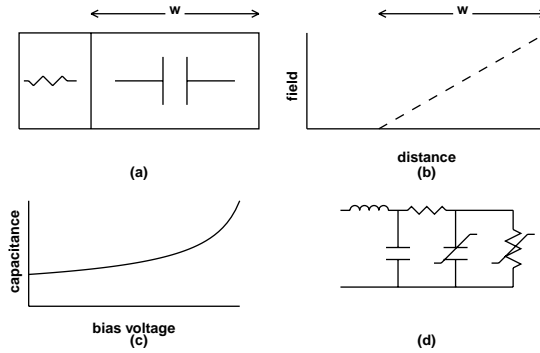 w
w
field
(a)
distance
(b)
capacitance
bias voltage
(c)
(d)